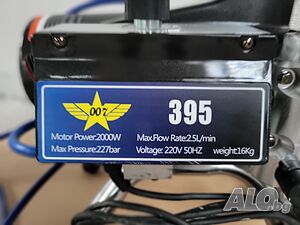 007
395
Motor Power:2000W Max.Flow Rate:2.5L/min
Max Pressure:227bar Voltage: 220V 50HZ weight:16Kg
ALO.bg